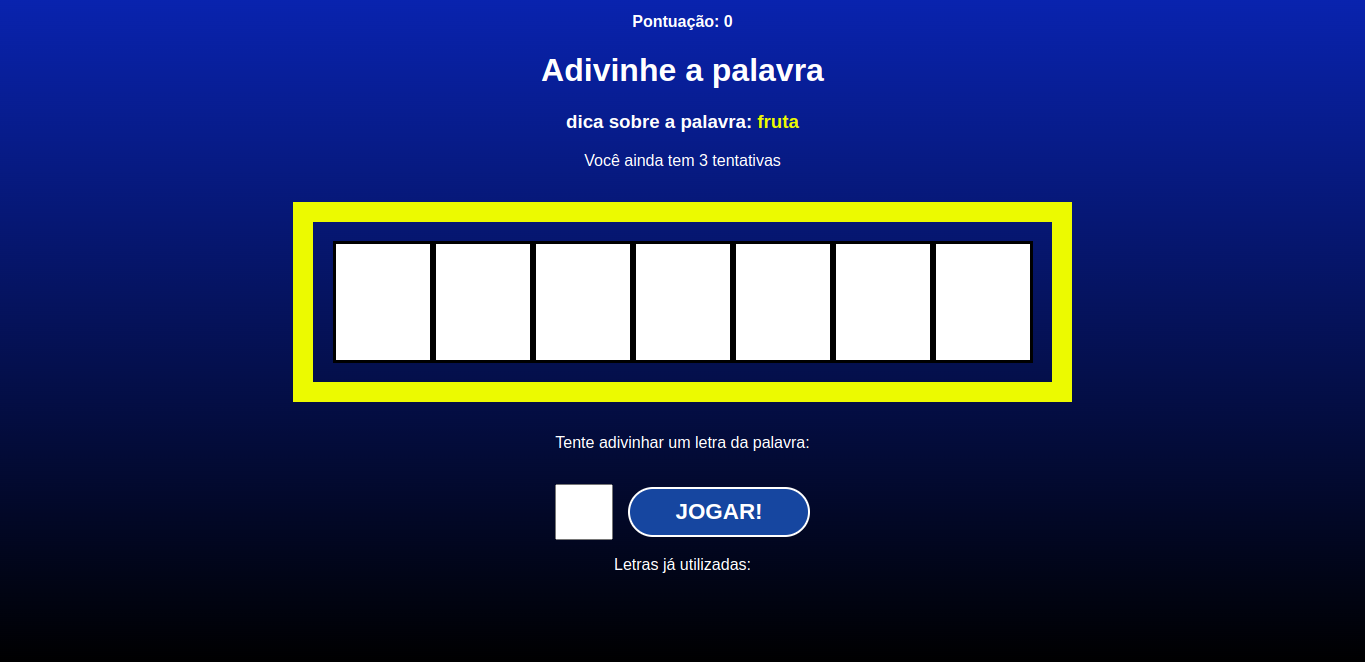 Pontuação: 0
Adivinhe a palavra
dica sobre a palavra: fruta
Você ainda tem 3 tentativas
Tente adivinhar um letra da palavra:
JOGAR!
Letras já utilizadas: